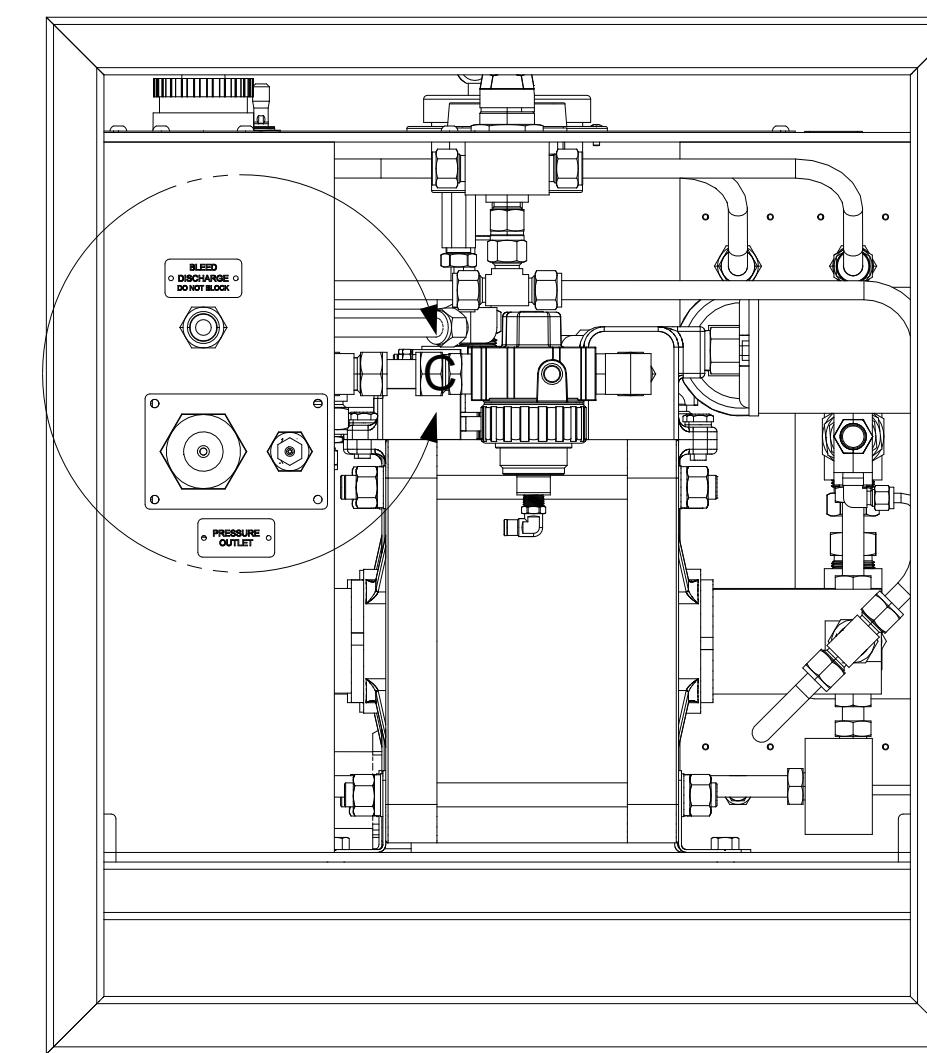 BLEED
DISCHARGE
DO NOT BLOCK
C
PRESSURE
OUTLET